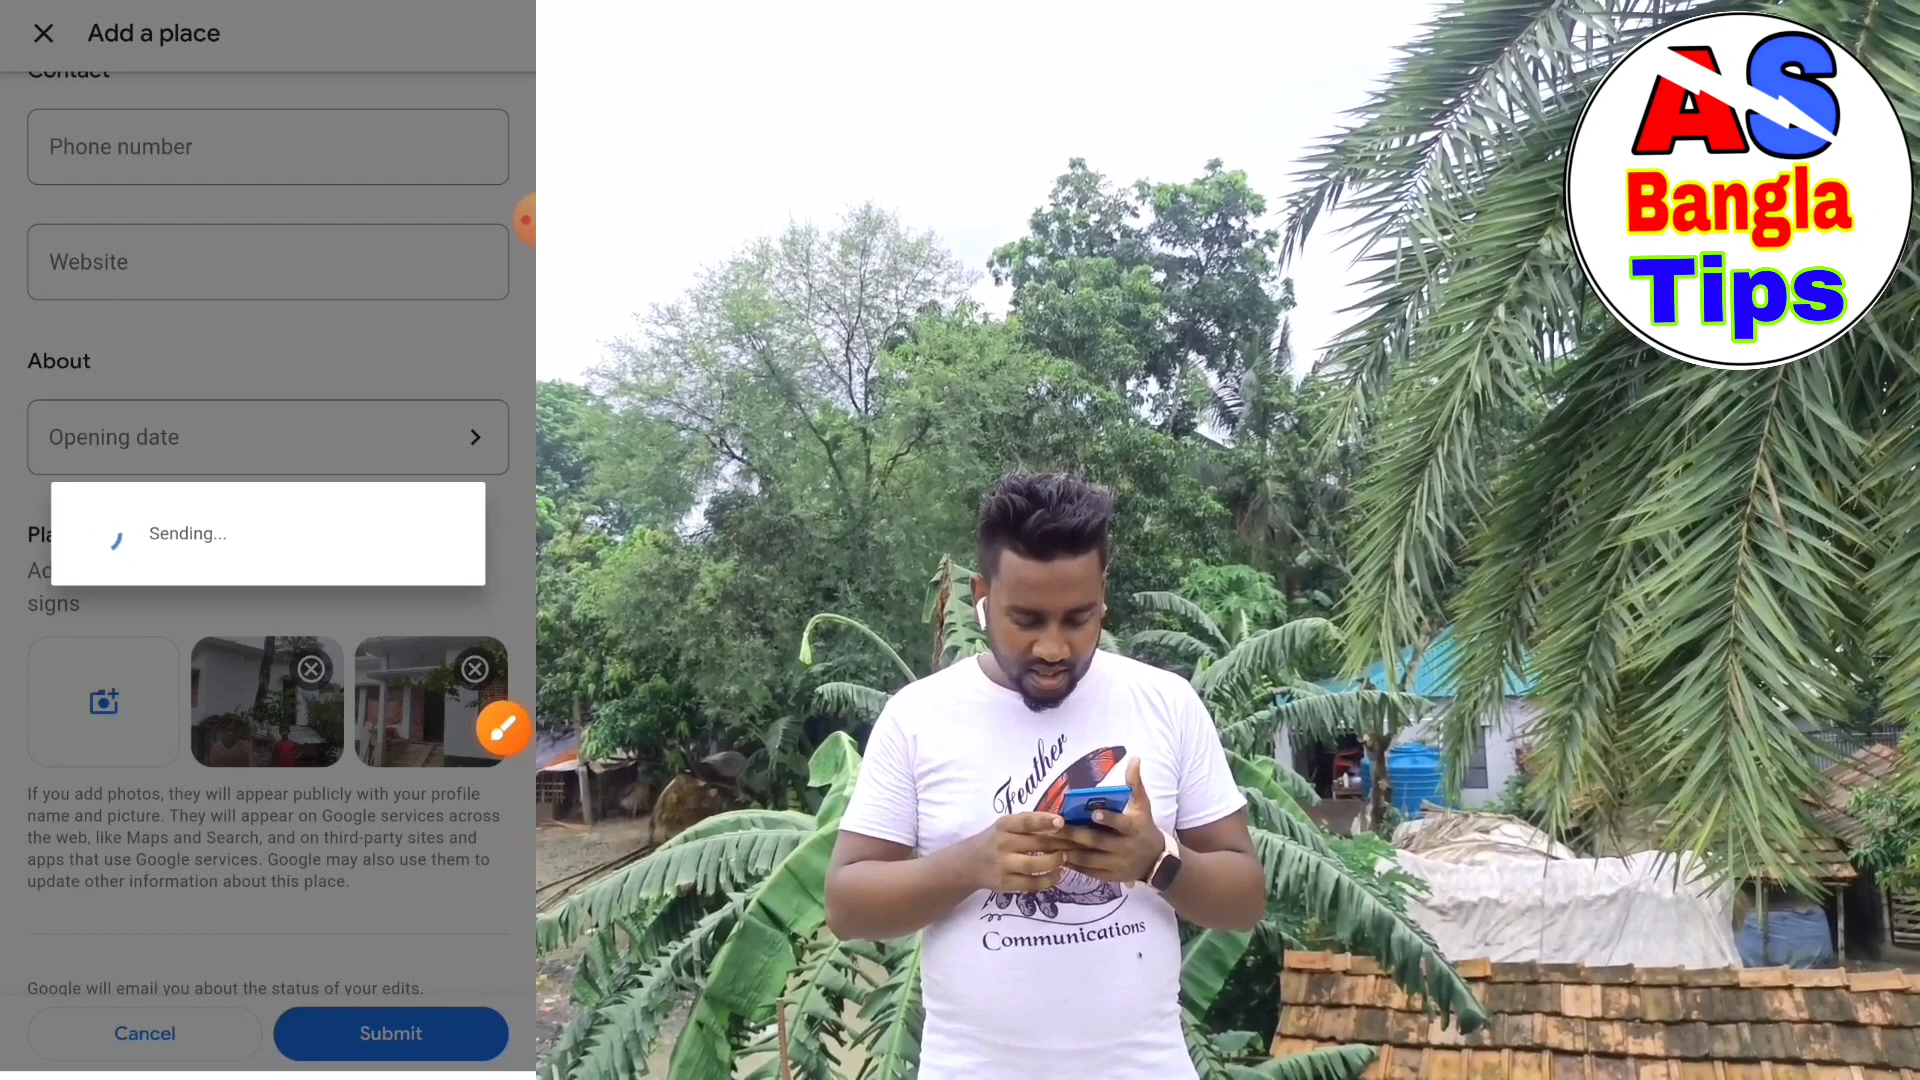 Add a place
Contact
Phone number
Website
About
Opening date
Sending...
signs
If you add photos, they will appear publicly with your profile
name and picture. They will appear on Google services across
the web, like Maps and Search, and on third-party sites and
apps that use Google services. Google may also use them to
update other information about this place.
Google will email you about the status of your edits.
Cancel
Submit
AS
Bangla
Tips
Feather
Communications